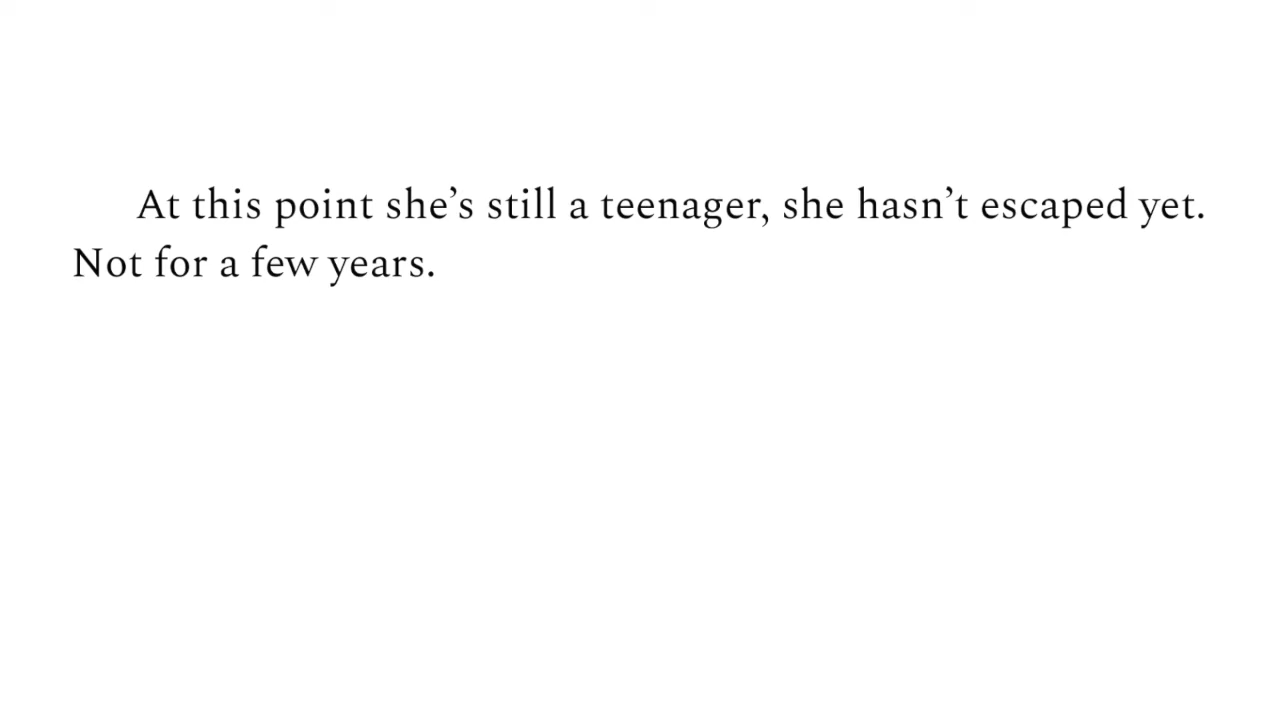 At this point she’s still a teenager, she hasn’t escaped yet.
Not for a few years.